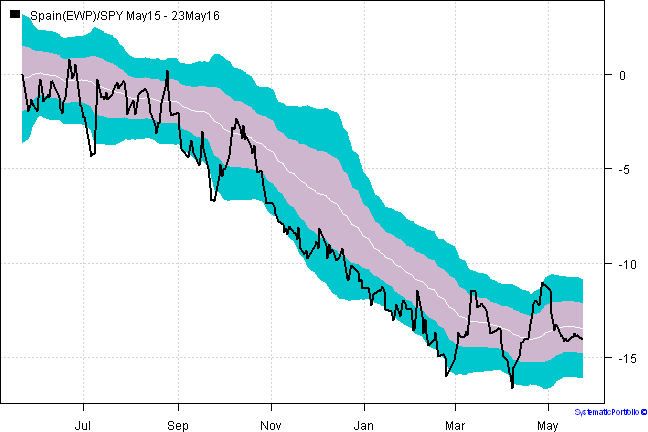 Spain(EWP)/SPY May15 - 23May16
0
-5
-10
-15
Jul Sep Nov Jan Mar May
SystematicPortfolio ©